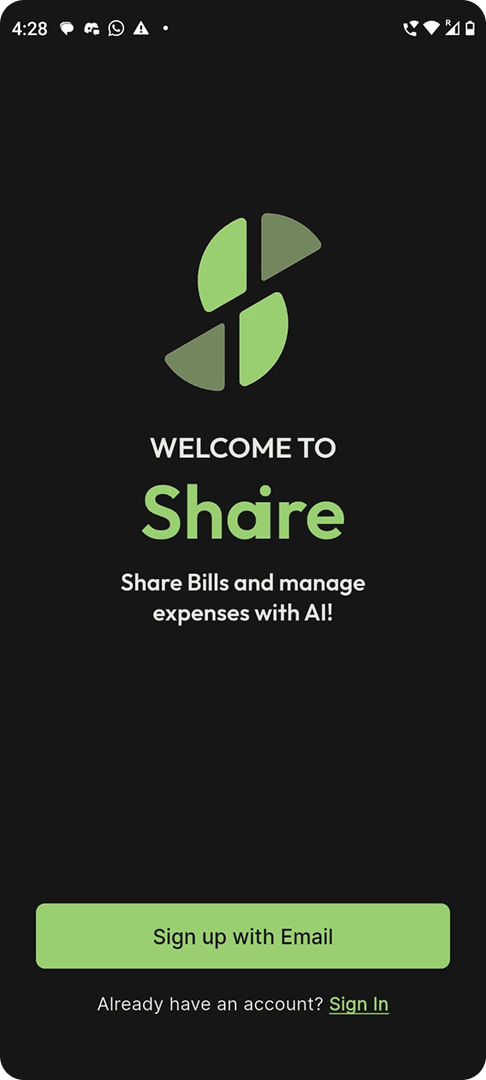 4:28
R
WELCOME TO
Shaire
Share Bills and manage
expenses with AI!
Sign up with Email
Already have an account? Sign In